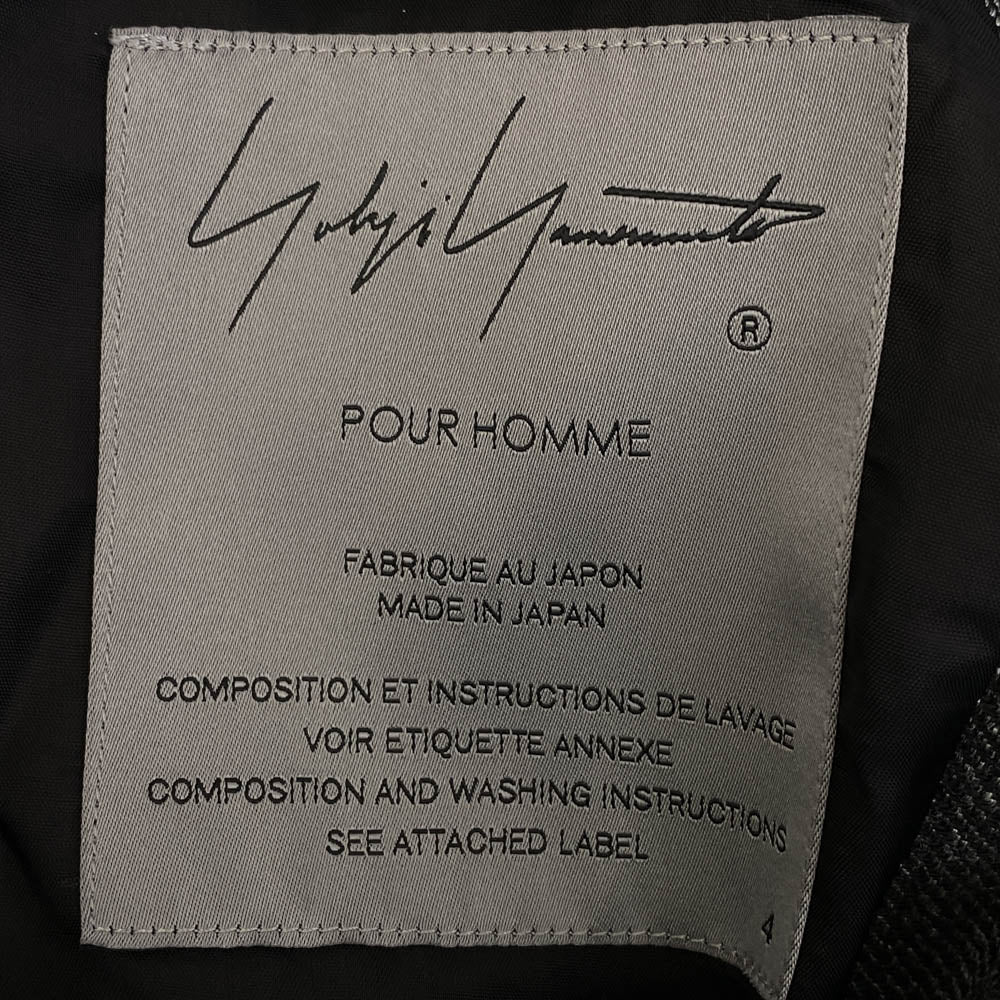 Yohji Yamamoto
®
POUR HOMME
FABRIQUE AU JAPON
MADE IN JAPAN
COMPOSITION ET INSTRUCTIONS DE LAVAGE
VOIR ETIQUETTE ANNEXE
COMPOSITION AND WASHING INSTRUCTIONS
SEE ATTACHED LABEL
4